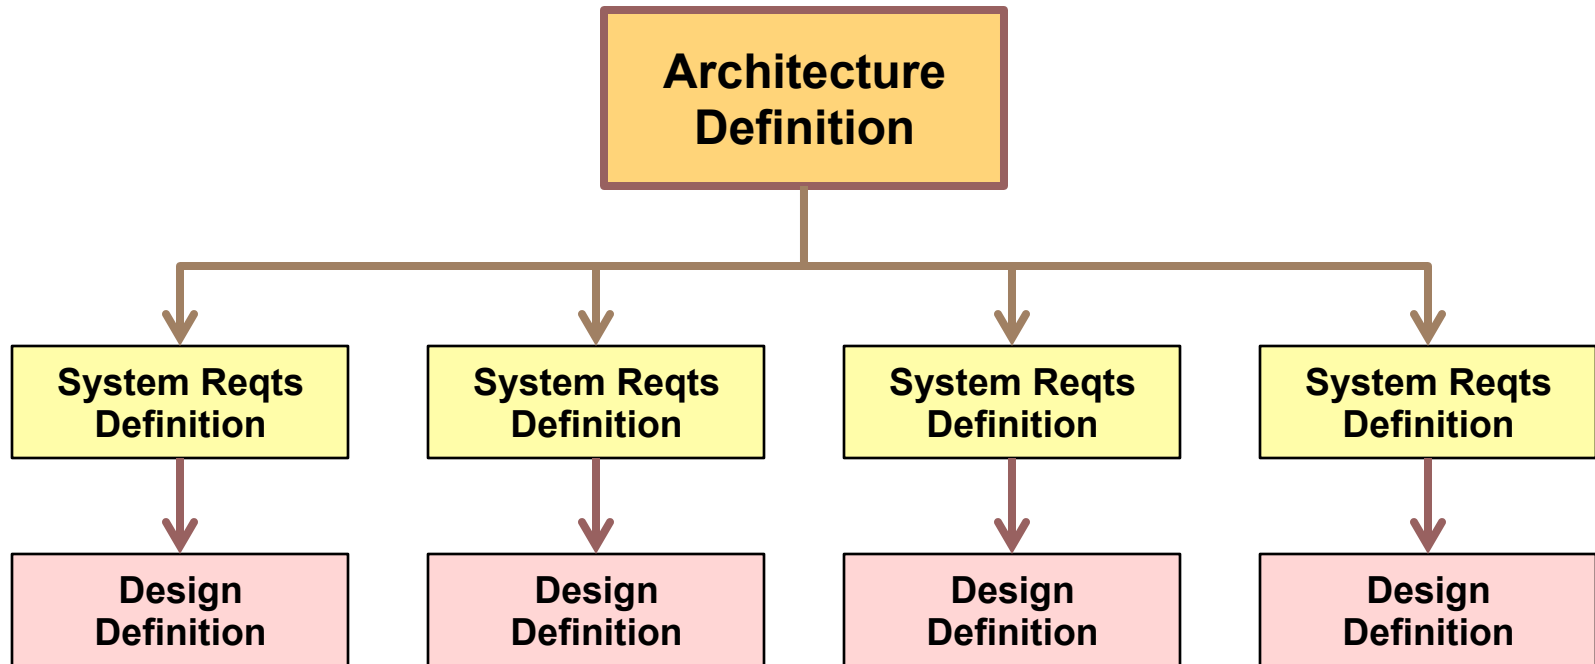 Architecture
Definition
System Reqts
Definition
System Reqts
Definition
System Reqts
Definition
System Reqts
Definition
Design
Definition
Design
Definition
Design
Definition
Design
Definition